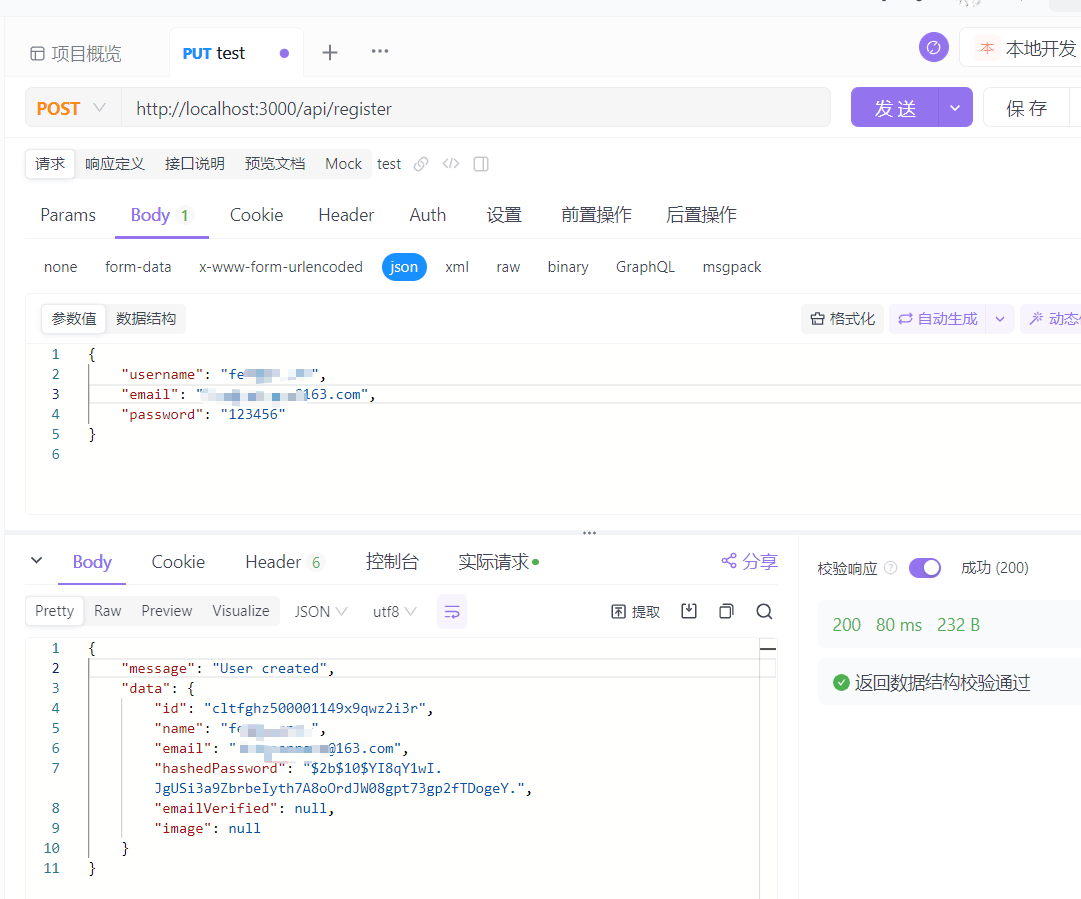 项目概览
PUT test
本 本地开发
POST http://localhost:3000/api/register 发 送 保 存
请求 响应定义 接口说明 预览文档 Mock test
Params Body 1 Cookie Header Auth 设置 前置操作 后置操作
none form-data x-www-form-urlencoded json xml raw binary GraphQL msgpack
参数值 数据结构 格式化 自动生成
1 {
2 "username": "fe
3 "email": " @163.com",
4 "password": "123456"
5 }
6
Body Cookie Header 6 控制台 实际请求 分享
校验响应 成功 (200)
Pretty Raw Preview Visualize JSON utf8 提取
200 80 ms 232 B
返回数据结构校验通过
1 {
2 "message": "User created",
3 "data": {
4 "id": "cltfghz500001149x9qwz2i3r",
5 "name": "fe ",
6 "email": " @163.com",
7 "hashedPassword": "$2b$10$YI8qY1wI.
JgUSi3a9ZbrbeIyth7A8oOrdJW08gpt73gp2fTDogeY.",
8 "emailVerified": null,
9 "image": null
10 }
11 }